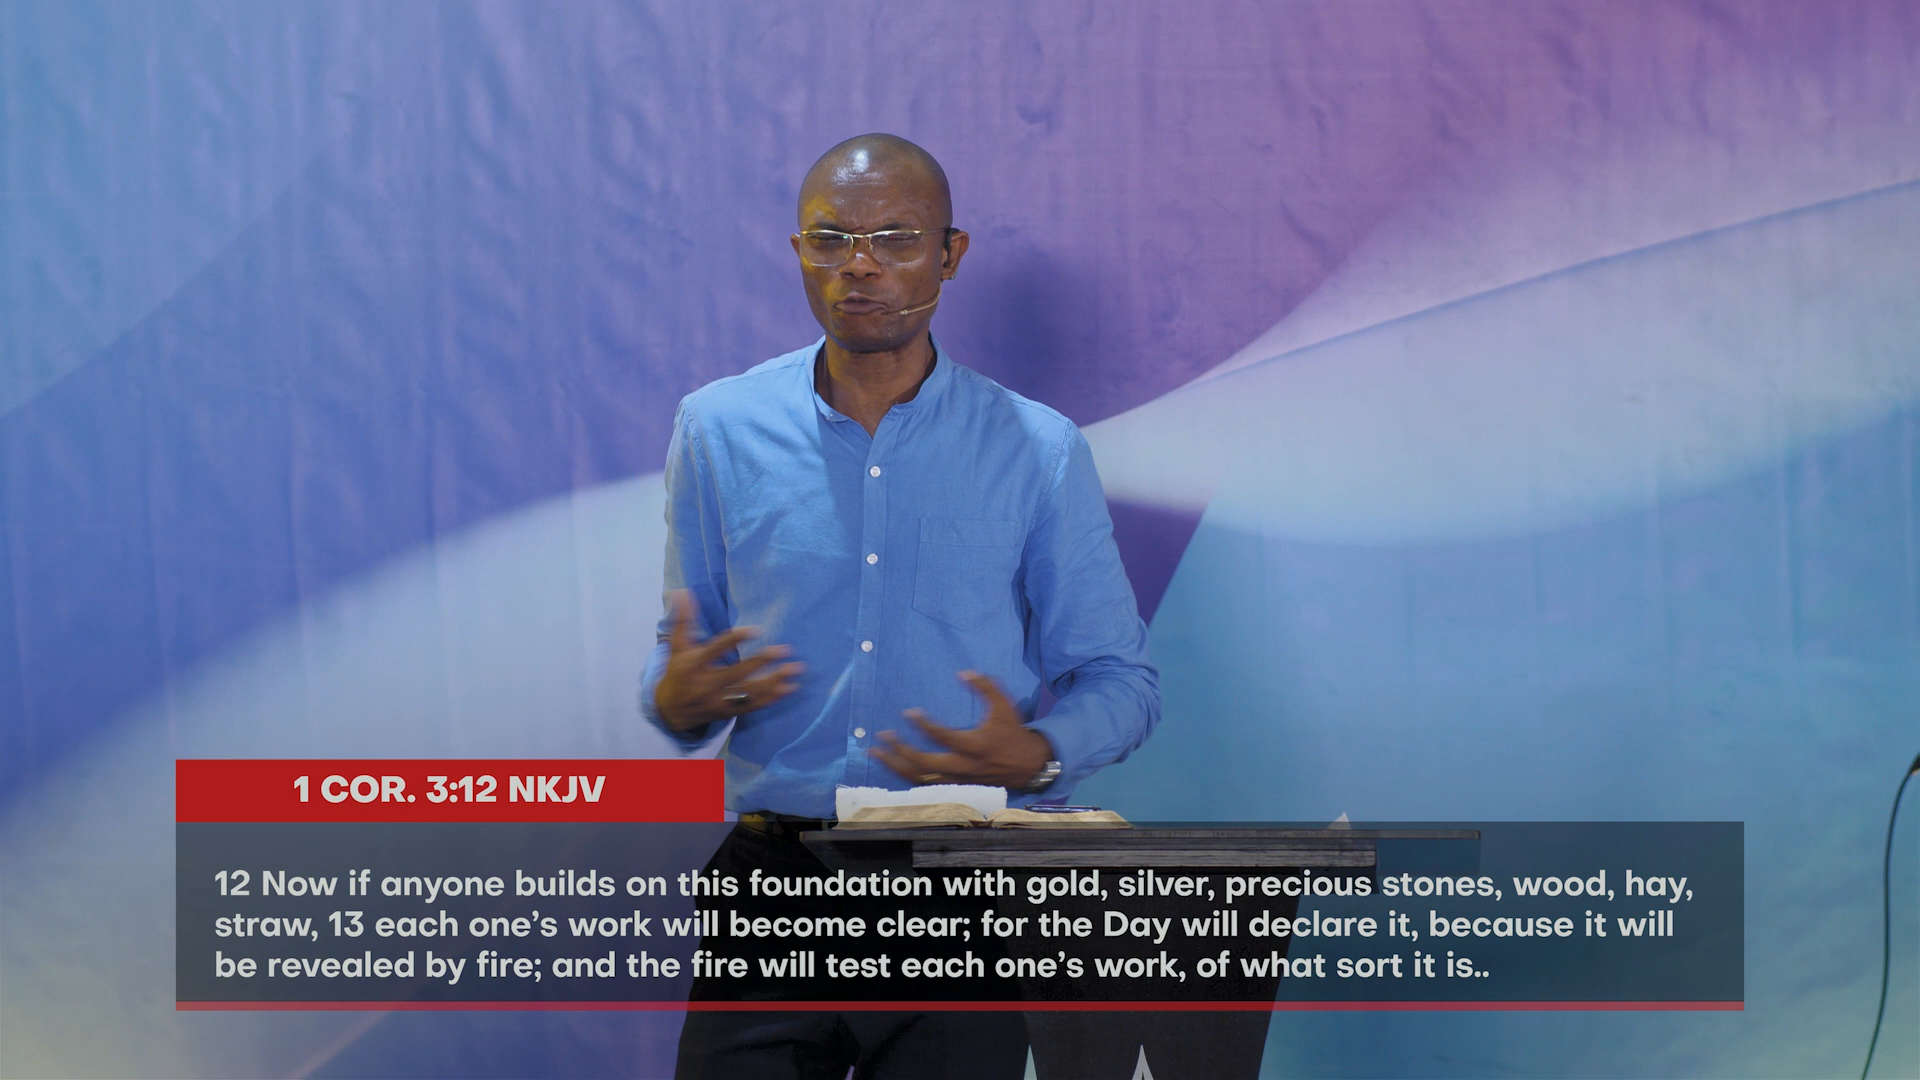 1 COR. 3:12 NKJV
12 Now if anyone builds on this foundation with gold, silver, precious stones, wood, hay,
straw, 13 each one’s work will become clear; for the Day will declare it, because it will
be revealed by fire; and the fire will test each one’s work, of what sort it is..